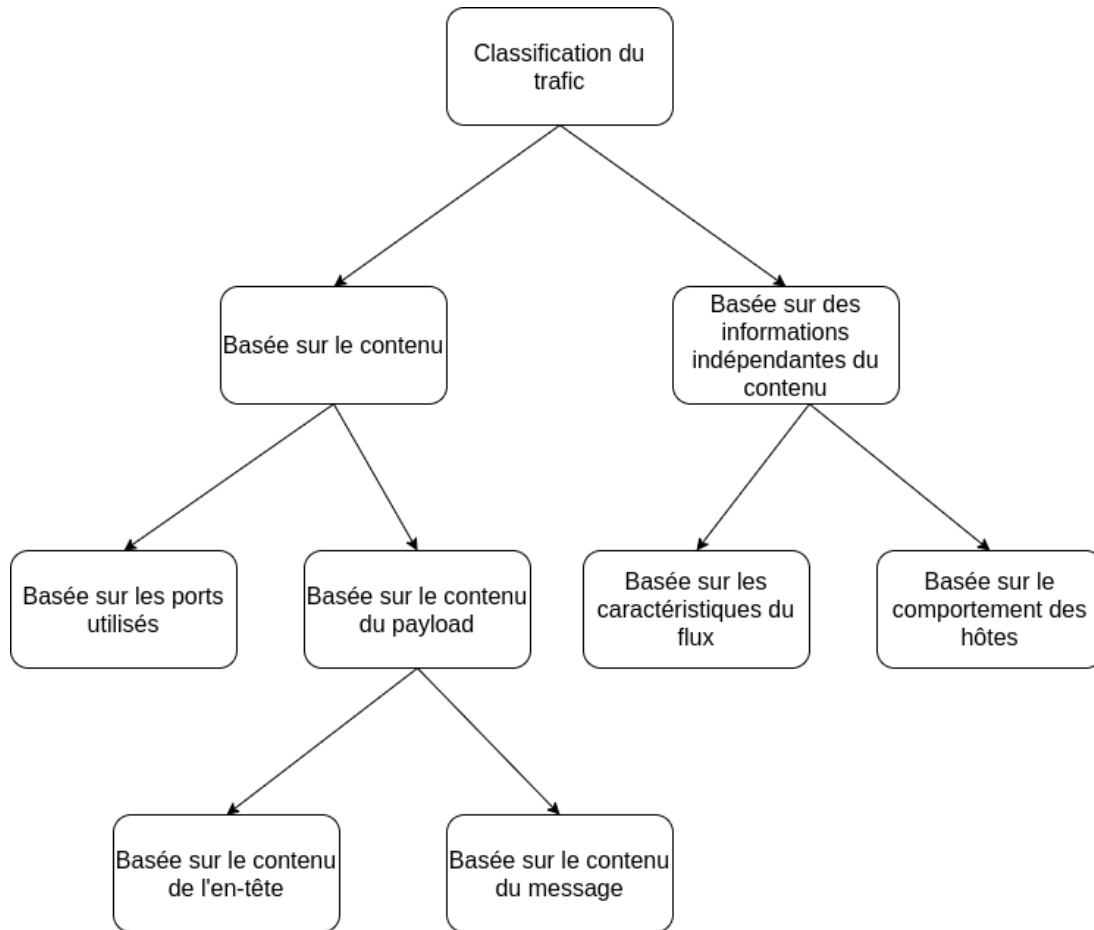 Classification du
trafic
Basée sur le contenu
Basée sur des
informations
indépendantes du
contenu
Basée sur les ports
utilisés
Basée sur le contenu
du payload
Basée sur les
caractéristiques du
flux
Basée sur le
comportement des
hôtes
Basée sur le contenu
de l'en-tête
Basée sur le contenu
du message